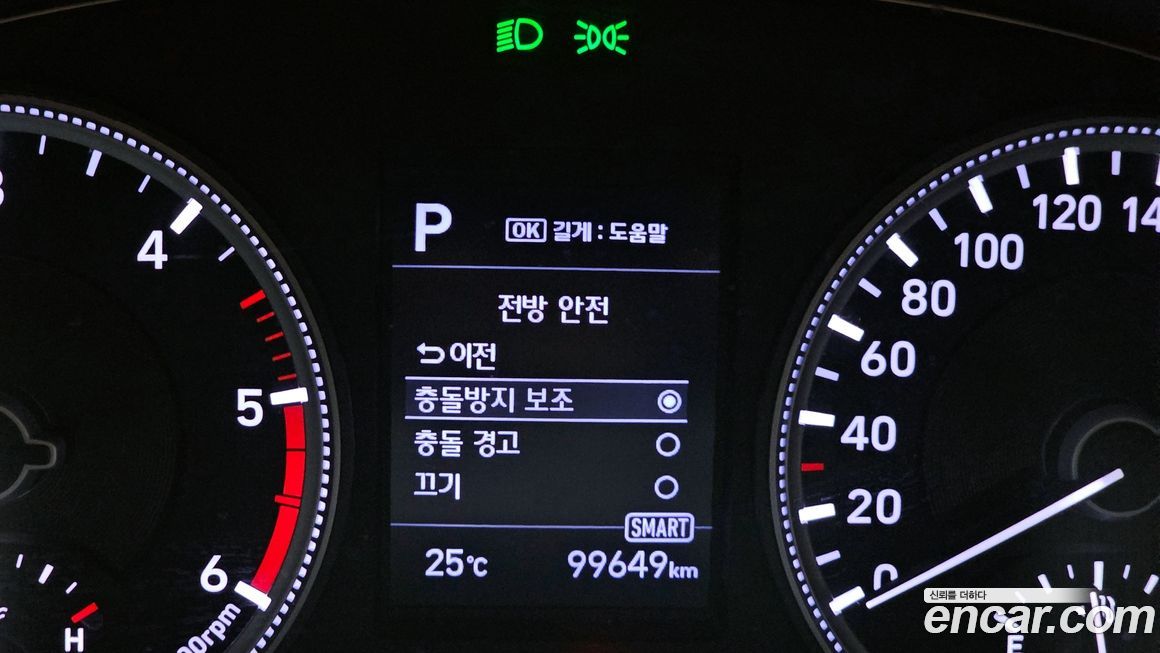 P
OK 길게 : 도움말
전방 안전
이전
충돌방지 보조
충돌 경고
끄기
SMART
25℃ 99649km
4
5
6
H
0
20
40
60
80
100
120
신뢰를 더하다
encar.com
E